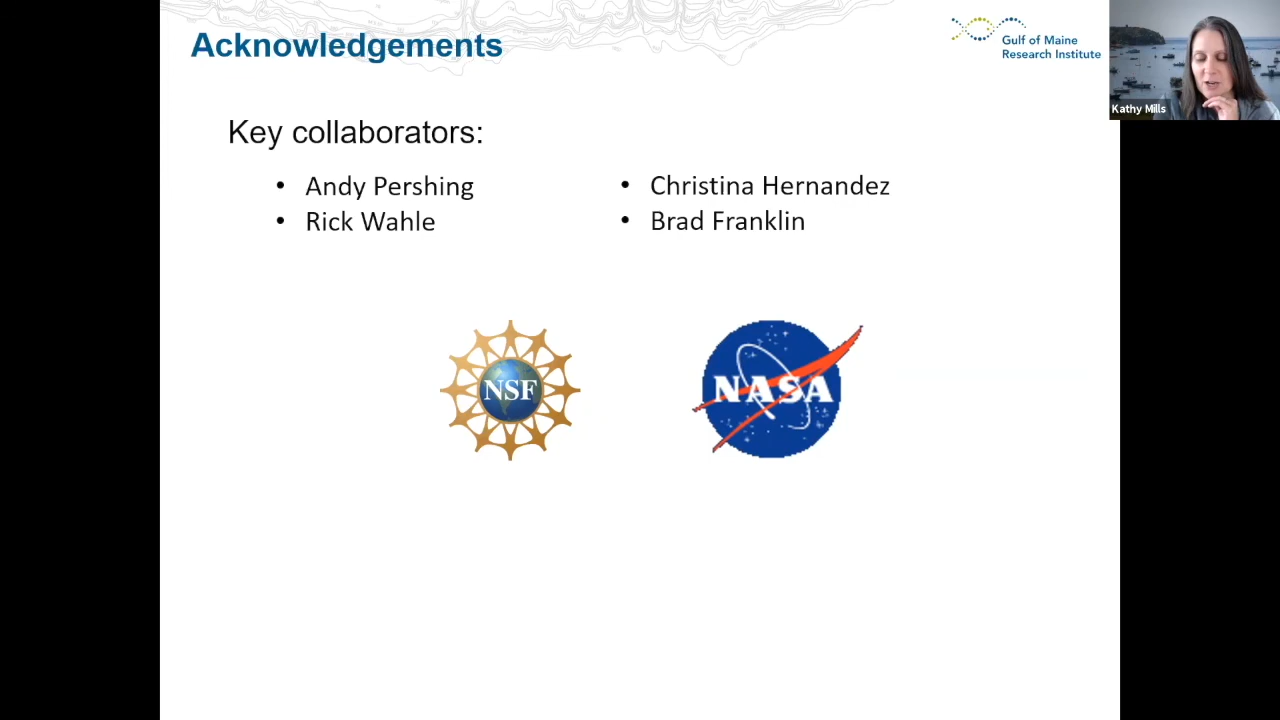 Acknowledgements
Gulf of Maine
Research Institute
Kathy Mills
Key collaborators:
• Andy Pershing
• Rick Wahle
• Christina Hernandez
• Brad Franklin
NSF
NASA